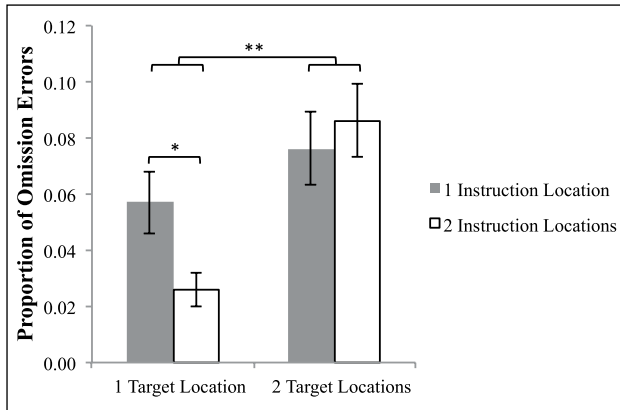 Proportion of Omission Errors
0.12
0.10
0.08
0.06
0.04
0.02
0.00
**
*
1 Target Location
2 Target Locations
1 Instruction Location
2 Instruction Locations